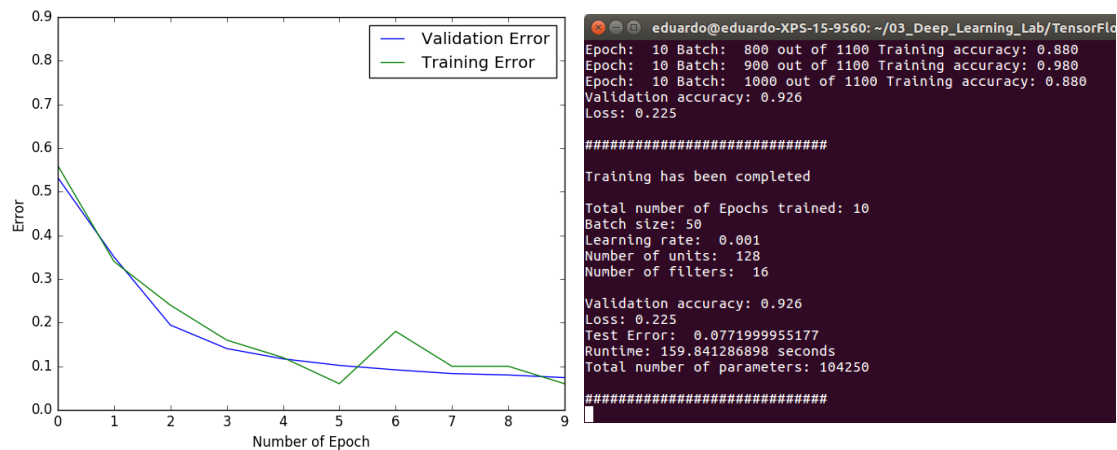 0.9
0.8
0.7
0.6
0.5
0.4
0.3
0.2
0.1
0.0
Error
Validation Error
Training Error
0 1 2 3 4 5 6 7 8 9
Number of Epoch
eduardo@eduardo-XPS-15-9560: ~/03_Deep_Learning_Lab/TensorFlo
Epoch:  10 Batch:  800 out of 1100 Training accuracy: 0.880
Epoch:  10 Batch:  900 out of 1100 Training accuracy: 0.980
Epoch:  10 Batch:  1000 out of 1100 Training accuracy: 0.880
Validation accuracy: 0.926
Loss: 0.225
#############################
Training has been completed
Total number of Epochs trained: 10
Batch size: 50
Learning rate:  0.001
Number of units:  128
Number of filters:  16
Validation accuracy: 0.926
Loss: 0.225
Test Error:  0.0771999955177
Runtime: 159.841286898 seconds
Total number of parameters: 104250
#############################